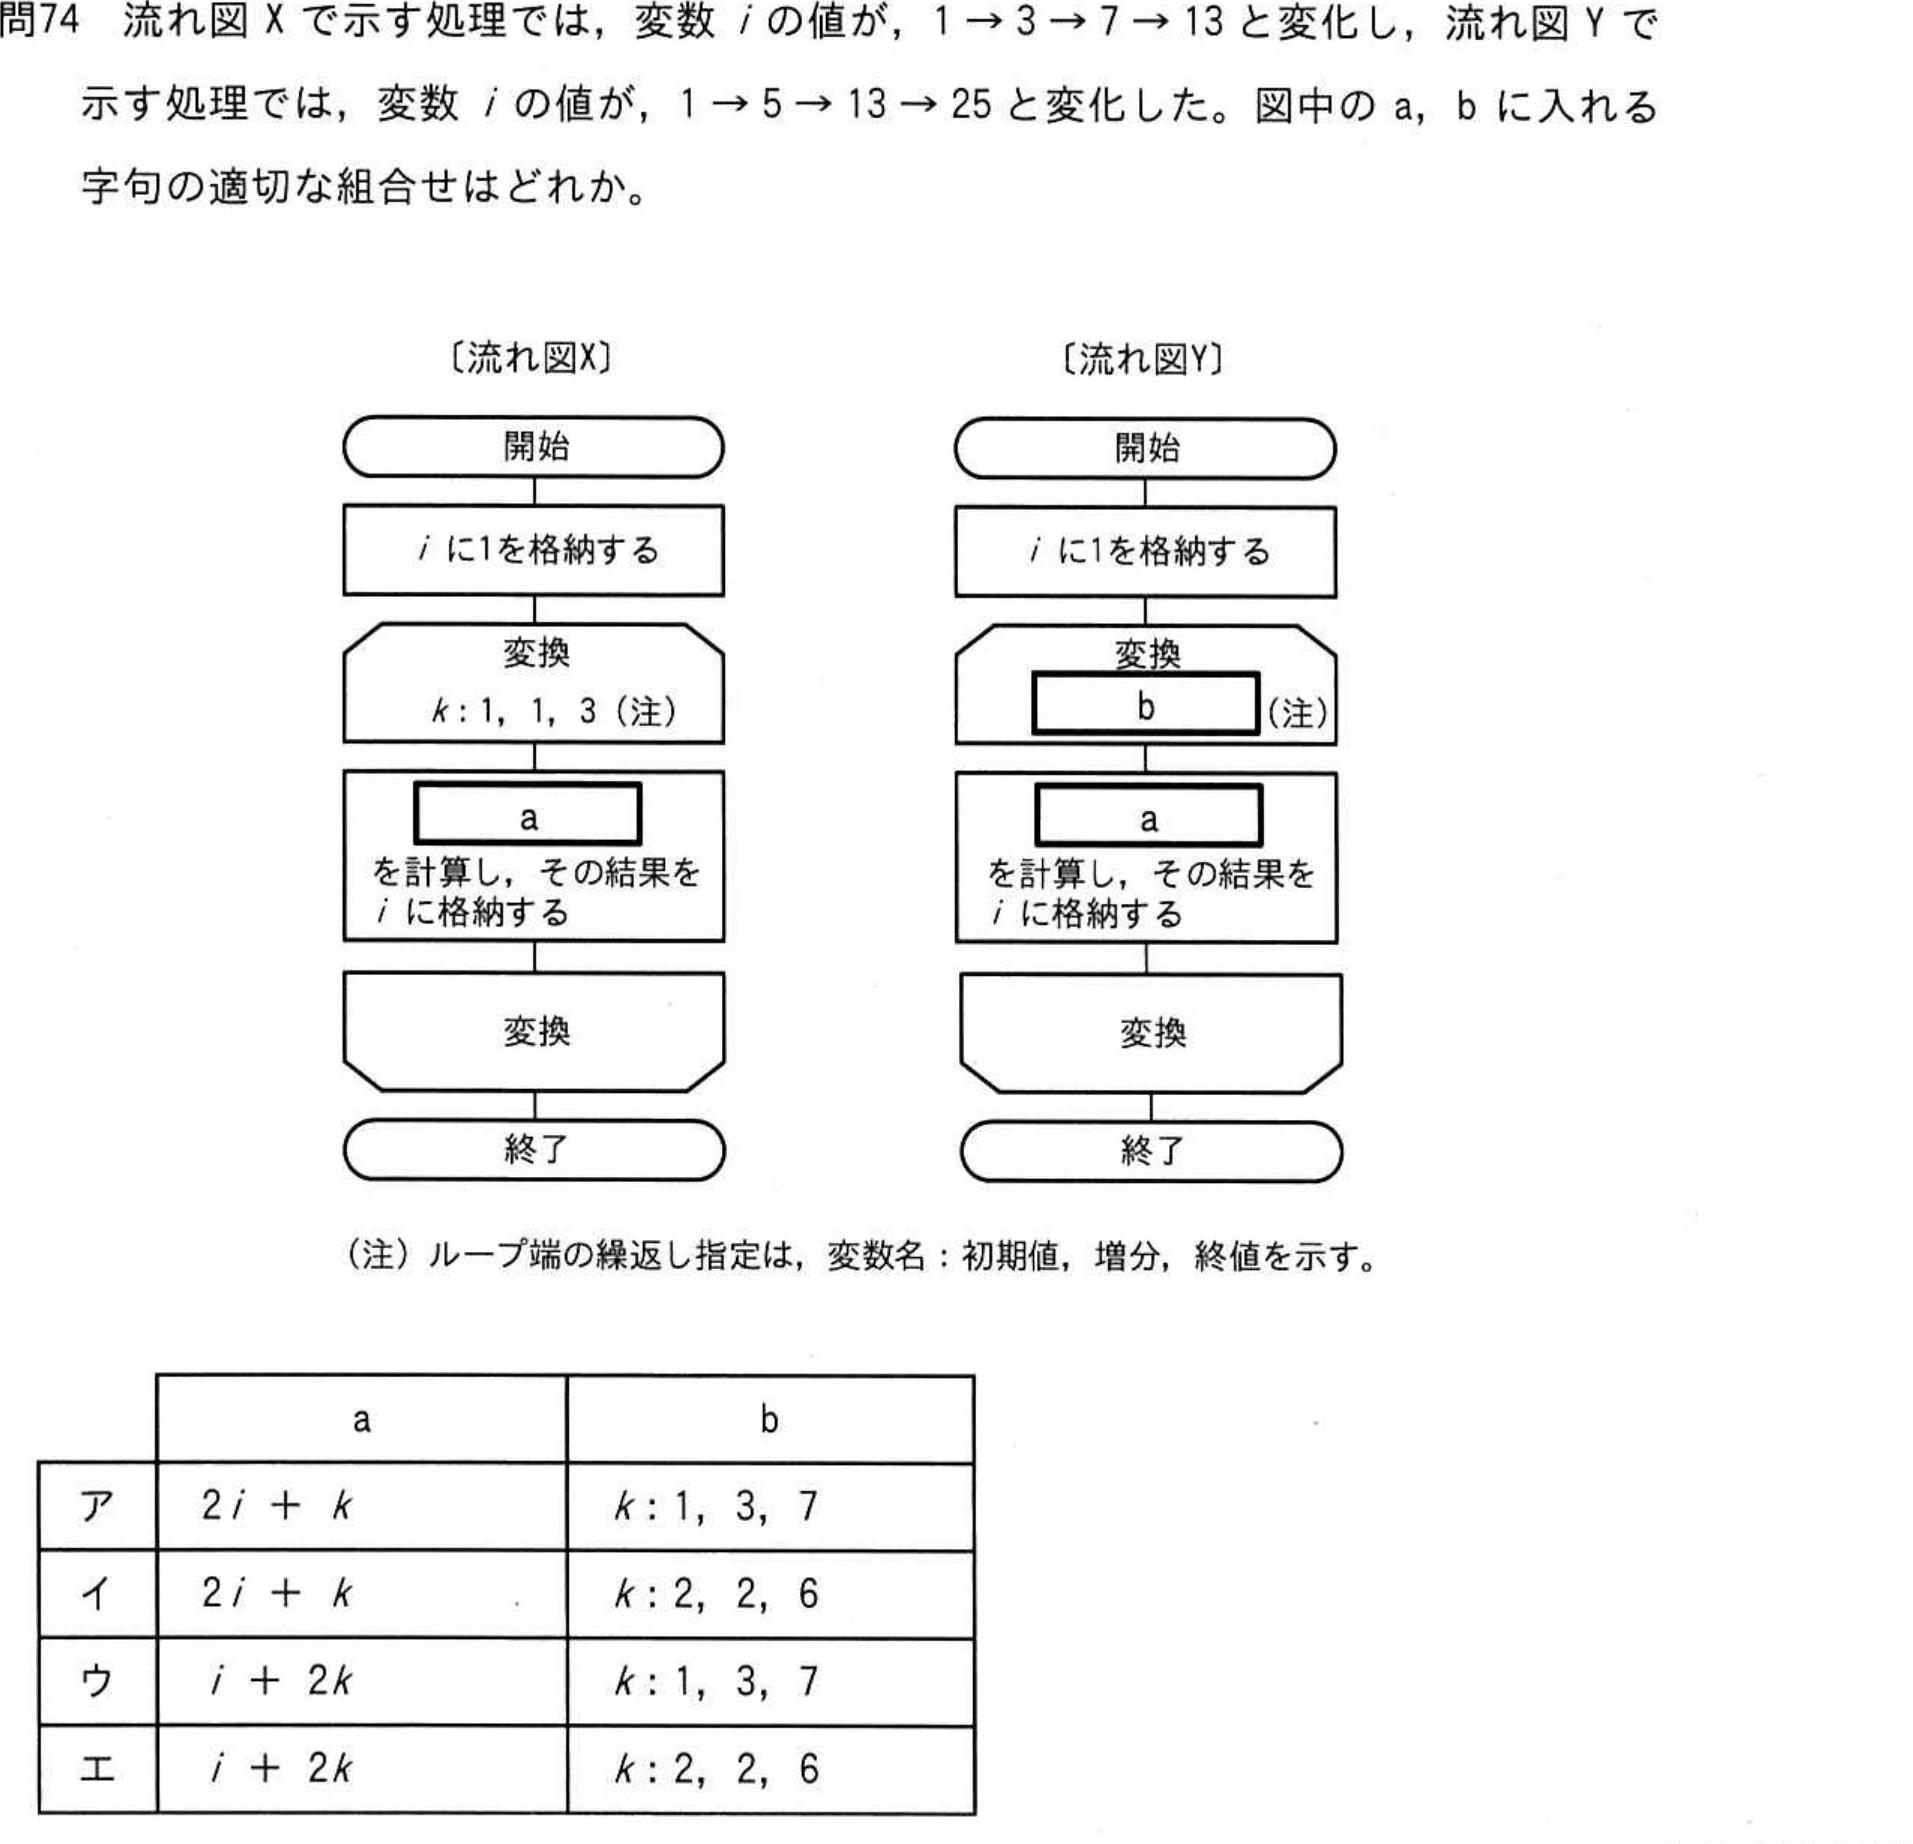 問74 流れ図 X で示す処理では，変数 i の値が，1 → 3 → 7 → 13 と変化し，流れ図 Y で
示す処理では，変数 i の値が，1 → 5 → 13 → 25 と変化した。図中の a，b に入れる
字句の適切な組合せはどれか。
〔流れ図X〕
開始
i に1を格納する
変換
k：1，1，3（注）
a
を計算し，その結果を
i に格納する
変換
終了
〔流れ図Y〕
開始
i に1を格納する
変換
b （注）
a
を計算し，その結果を
i に格納する
変換
終了
（注）ループ端の繰返し指定は，変数名：初期値，増分，終値を示す。
a b
ア 2i + k k：1，3，7
イ 2i + k k：2，2，6
ウ i + 2k k：1，3，7
エ i + 2k k：2，2，6